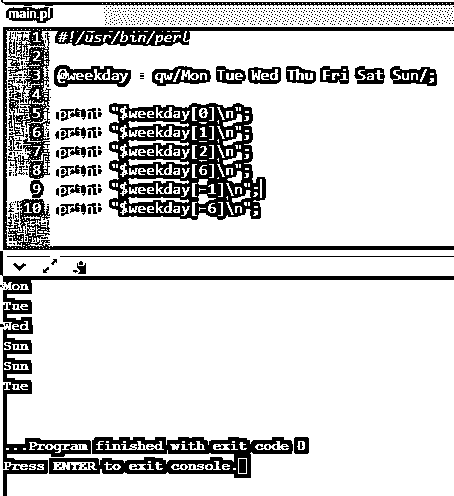 main.pl
1 #!/usr/bin/perl
2
3 @weekday = qw/Mon Tue Wed Thu Fri Sat Sun/;
4
5 print "$weekday[0]\n";
6 print "$weekday[1]\n";
7 print "$weekday[2]\n";
8 print "$weekday[6]\n";
9 print "$weekday[-1]\n";
10 print "$weekday[-6]\n";
Mon
Tue
Wed
Sun
Sun
Tue
...Program finished with exit code 0
Press ENTER to exit console.